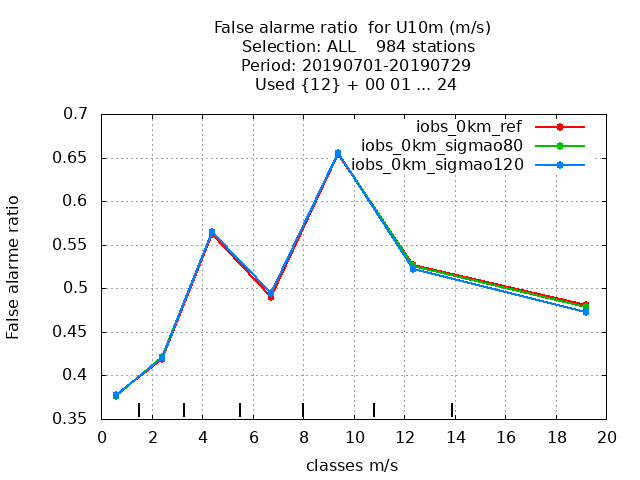 False alarme ratio  for U10m (m/s)
Selection: ALL    984 stations
Period: 20190701-20190729
Used {12} + 00 01 ... 24
0.7
0.65
0.6
0.55
0.5
0.45
0.4
0.35
False alarme ratio
iobs_0km_ref
iobs_0km_sigmao80
iobs_0km_sigmao120
0 2 4 6 8 10 12 14 16 18 20
classes m/s